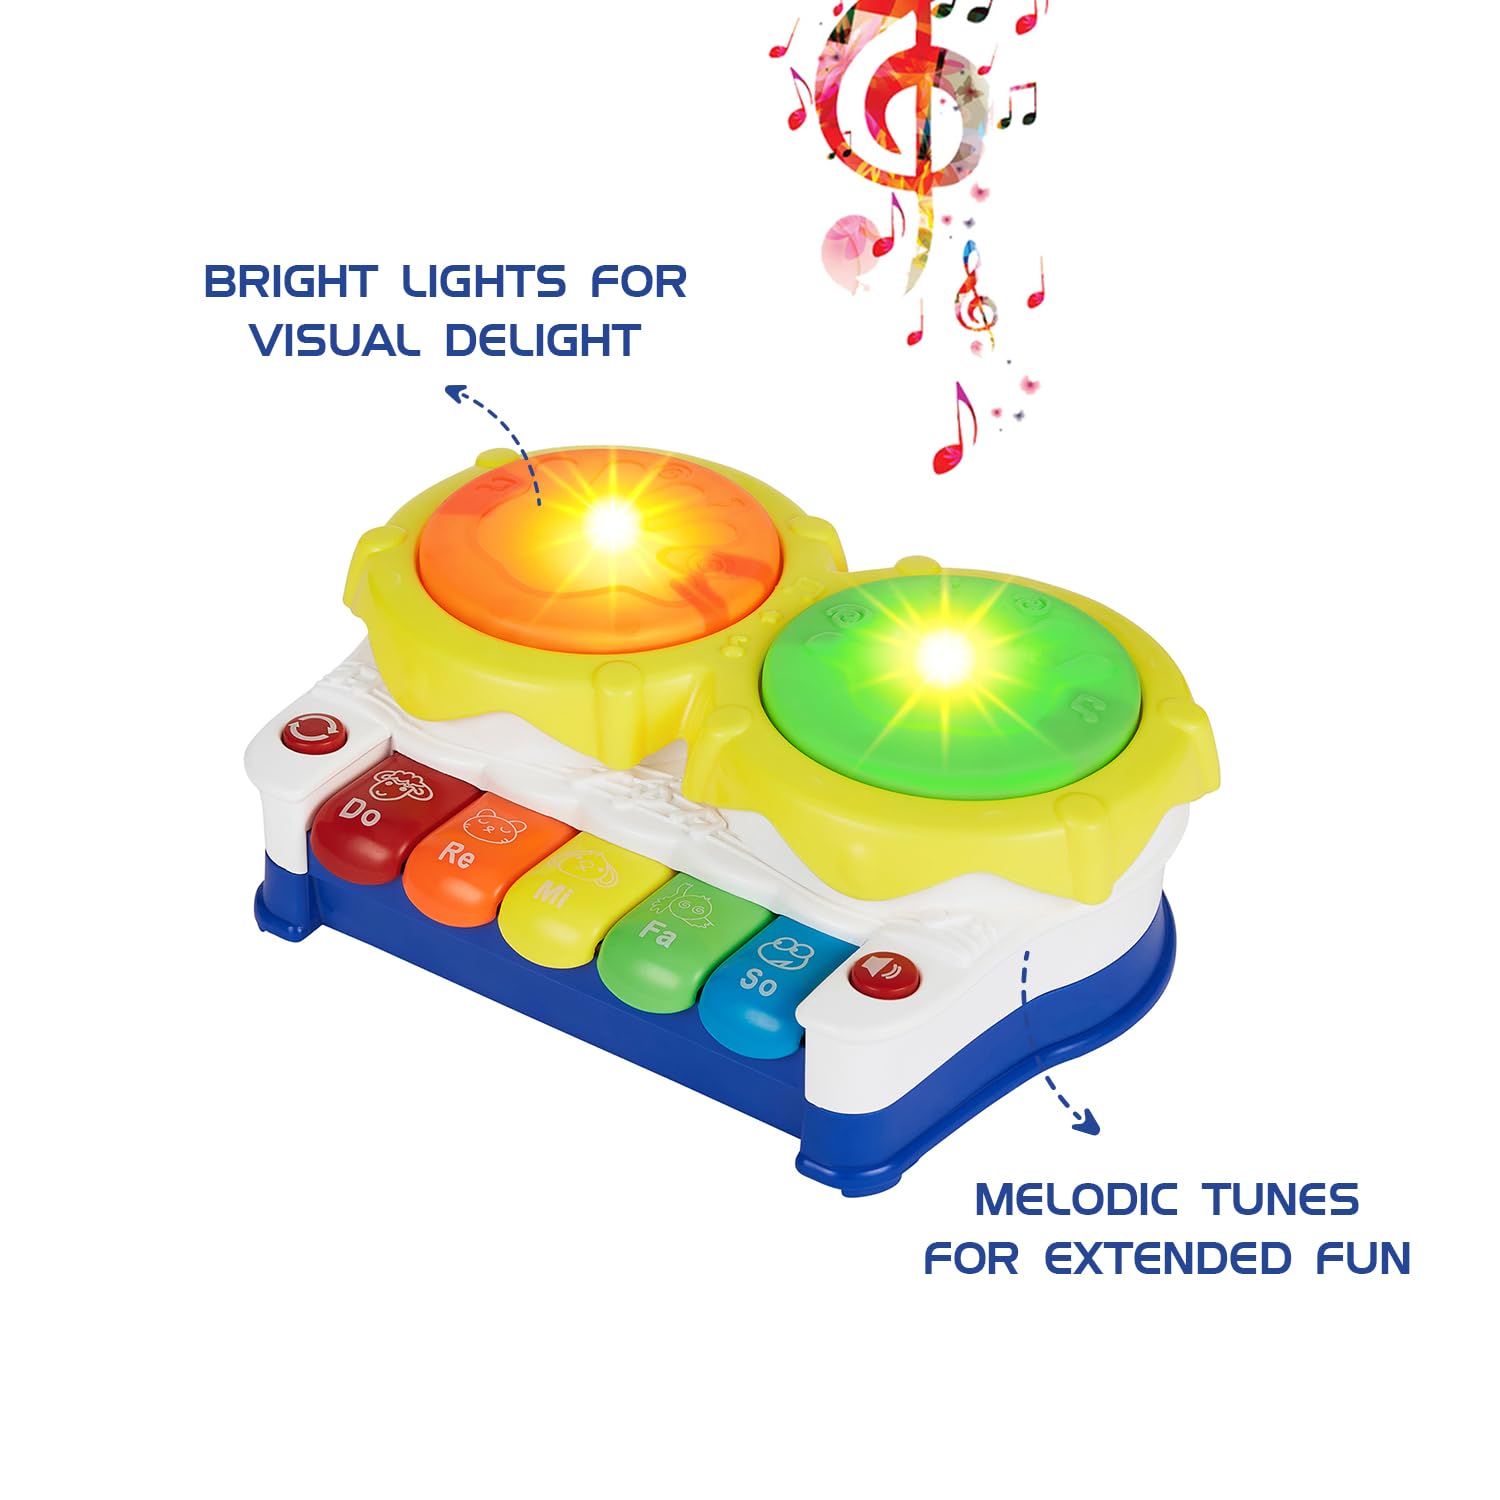 BRIGHT LIGHTS FOR
VISUAL DELIGHT
Do
Re
Mi
Fa
So
MELODIC TUNES
FOR EXTENDED FUN